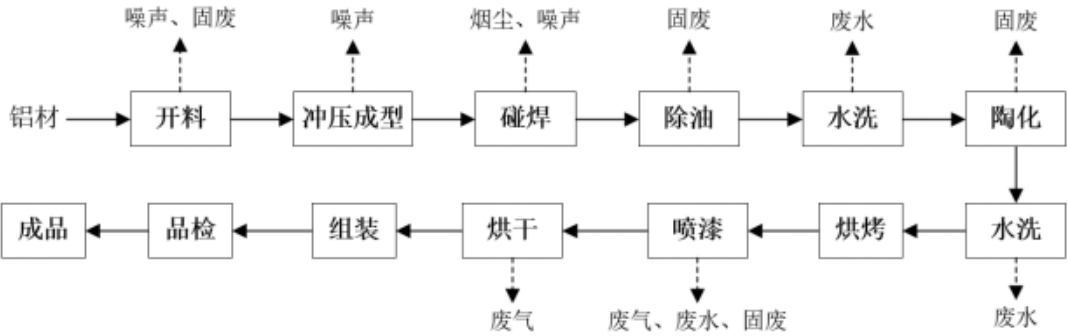 噪声、固废 噪声 烟尘、噪声 固废 废水 固废
铝材 开料 冲压成型 碰焊 除油 水洗 陶化
成品 品检 组装 烘干 喷漆 烘烤 水洗
废气 废气、废水、固废 废水